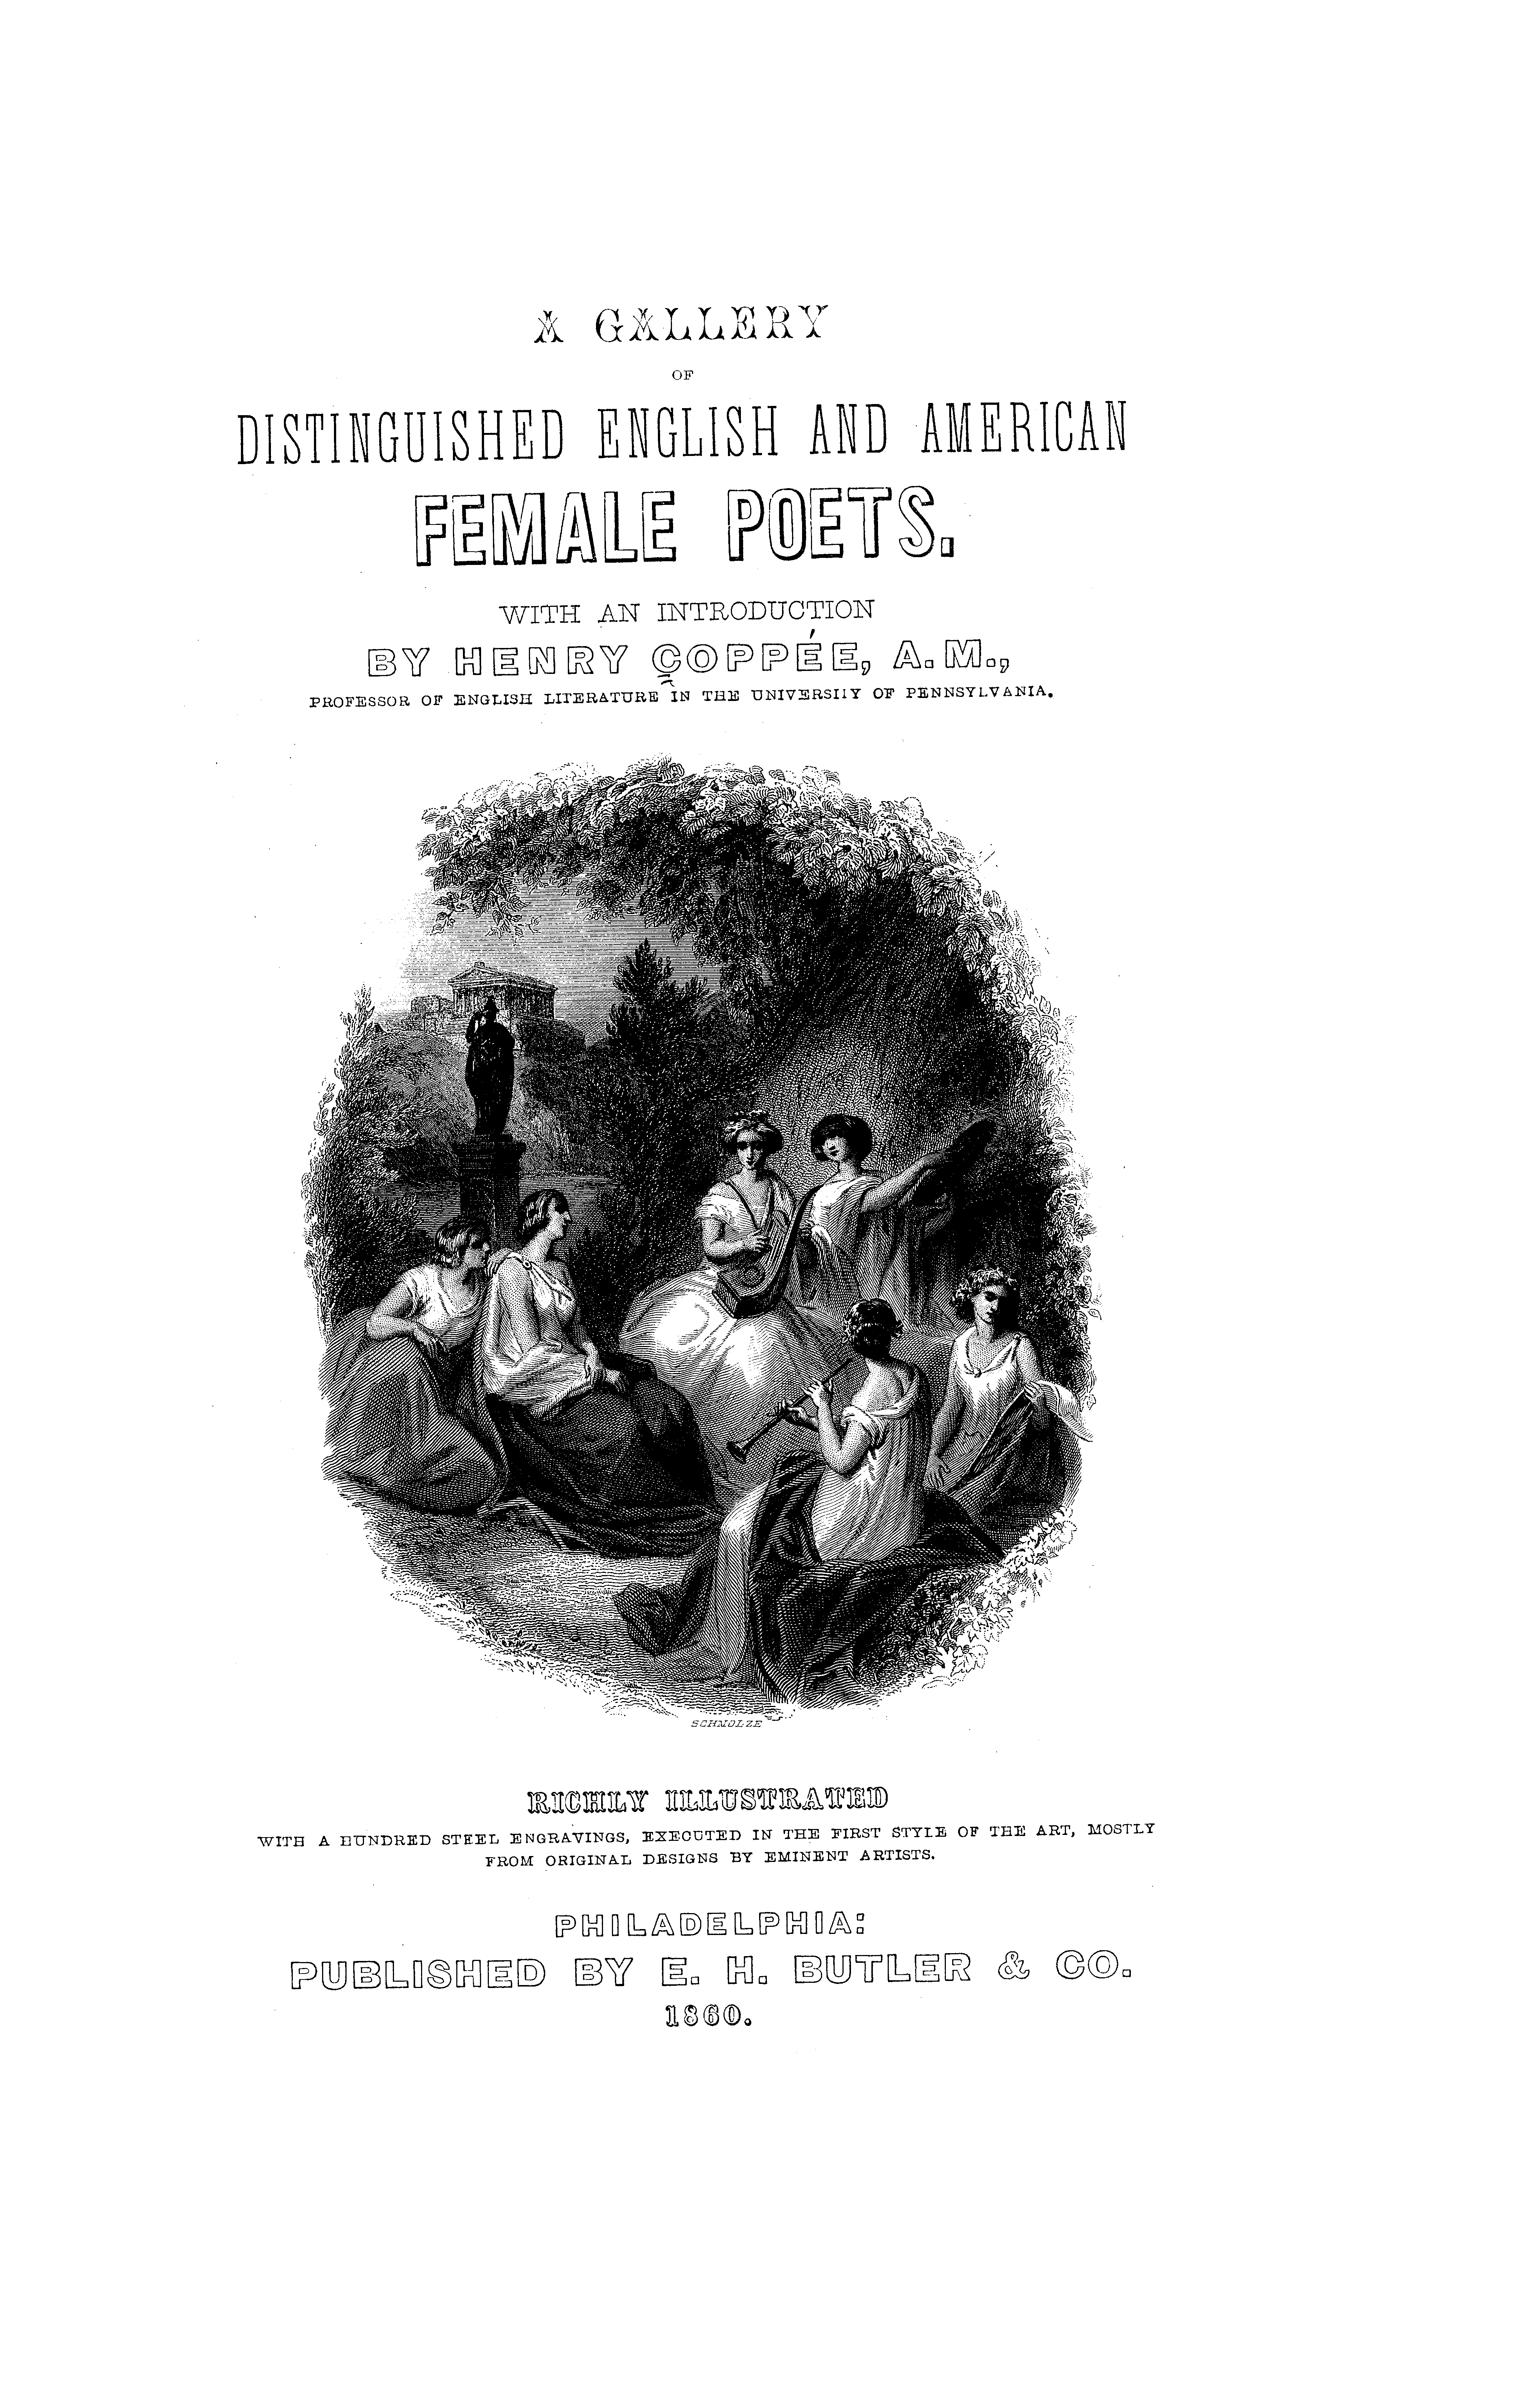 A GALLERY
OF
DISTINGUISHED ENGLISH AND AMERICAN
FEMALE POETS.
WITH AN INTRODUCTION
BY HENRY COPPÉE, A.M.,
PROFESSOR OF ENGLISH LITERATURE IN THE UNIVERSITY OF PENNSYLVANIA.
SCHMOLZE
RICHLY ILLUSTRATED
WITH A HUNDRED STEEL ENGRAVINGS, EXECUTED IN THE FIRST STYLE OF THE ART, MOSTLY
FROM ORIGINAL DESIGNS BY EMINENT ARTISTS.
PHILADELPHIA:
PUBLISHED BY E. H. BUTLER & CO.
1860.